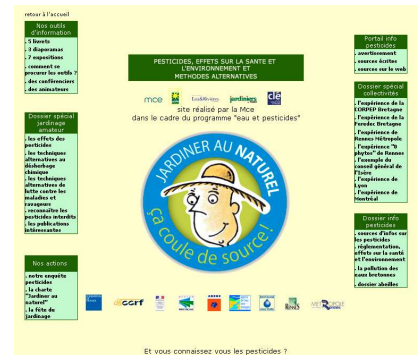 retour à l'accueil
Nos outils
d'information
. 5 livrets
. 3 diaporamas
. 7 expositions
. comment se
procurer les outils ?
. des conférenciers
. des animateurs
Dossier spécial
jardinage
amateur
. les effets des
pesticides
. les techniques
alternatives au
désherbage
chimique
. les techniques
alternatives de
lutte contre les
maladies et
ravageurs
. reconnaître les
pesticides interdits
. les publications
intéressantes
Nos actions
. notre enquête
pesticides
. la charte
"Jardiner au
naturel"
. la fête du
jardinage
PESTICIDES, EFFETS SUR LA SANTE ET
L'ENVIRONNEMENT ET
METHODES ALTERNATIVES
mce
Eau&Rivières
jardiniers
clé
site réalisé par la Mce
dans le cadre du programme "eau et pesticides"
JARDINER AU NATUREL
ça coule de source !
dgccrf
RENNES
METROPOLE
Et vous connaissez vous les pesticides ?
Portail info
pesticides
. avertissement
. sources écrites
. sources sur le web
Dossier spécial
collectivités
. l'expérience de la
CORPEP Bretagne
. l'expérience de la
Feredec Bretagne
. l'expérience de
Rennes Métropole
. l'expérience "0
phytos" de Rennes
. l'exemple du
conseil général de
l'Isère
. l'expérience de
Lyon
. l'expérience de
Montréal
Dossier info
pesticides
. sources d'infos sur
les pesticides
. réglementation,
effets sur la santé
et l'environnement
. la pollution des
eaux bretonnes
. dossier abeilles